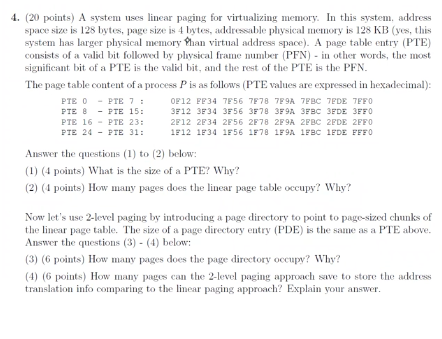 4. (20 points) A system uses linear paging for virtualizing memory. In this system, address
space size is 128 bytes, page size is 4 bytes, addressable physical memory is 128 KB (yes, this
system has larger physical memory than virtual address space). A page table entry (PTE)
consists of a valid bit followed by physical frame number (PFN) - in other words, the most
significant bit of a PTE is the valid bit, and the rest of the PTE is the PFN.
The page table content of a process P is as follows (PTE values are expressed in hexadecimal):
PTE 0 - PTE 7 : 0F12 FF34 7F56 7F78 7F9A 7FBC 7FDE 7FF0
PTE 8 - PTE 15: 3F12 3F34 3F56 3F78 3F9A 3FBC 3FDE 3FF0
PTE 16 - PTE 23: 2F12 2F34 2F56 2F78 2F9A 2FBC 2FDE 2FF0
PTE 24 - PTE 31: 1F12 1F34 1F56 1F78 1F9A 1FBC 1FDE FFF0
Answer the questions (1) to (2) below:
(1) (4 points) What is the size of a PTE? Why?
(2) (4 points) How many pages does the linear page table occupy? Why?
Now let's use 2-level paging by introducing a page directory to point to page-sized chunks of
the linear page table. The size of a page directory entry (PDE) is the same as a PTE above.
Answer the questions (3) - (4) below:
(3) (6 points) How many pages does the page directory occupy? Why?
(4) (6 points) How many pages can the 2-level paging approach save to store the address
translation info comparing to the linear paging approach? Explain your answer.